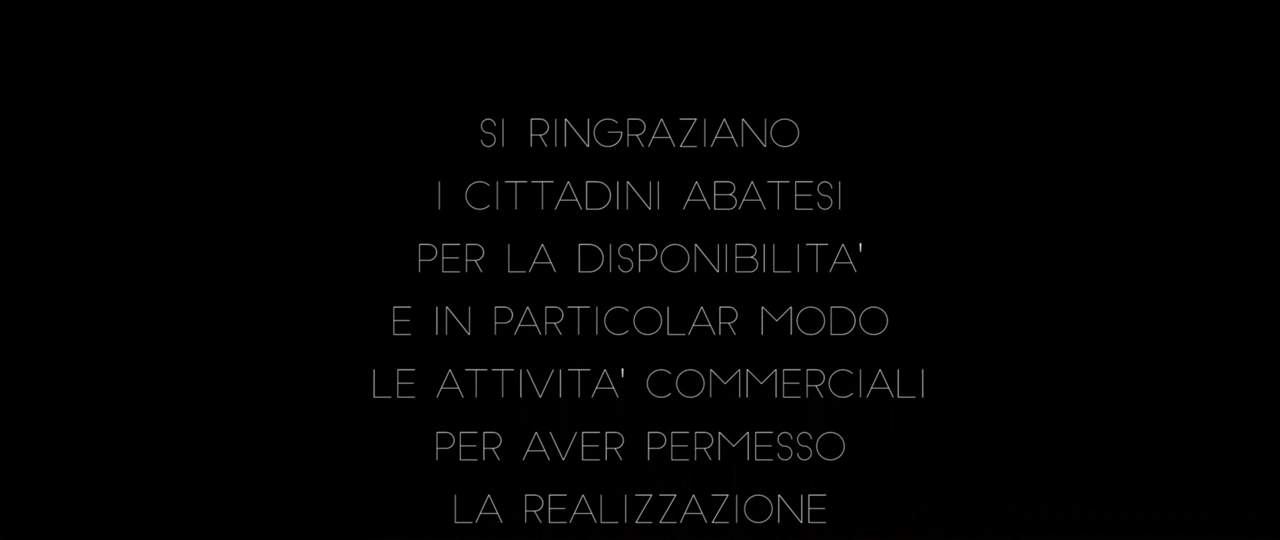 SI RINGRAZIANO
I CITTADINI ABATESI
PER LA DISPONIBILITA'
E IN PARTICOLAR MODO
LE ATTIVITA' COMMERCIALI
PER AVER PERMESSO
LA REALIZZAZIONE